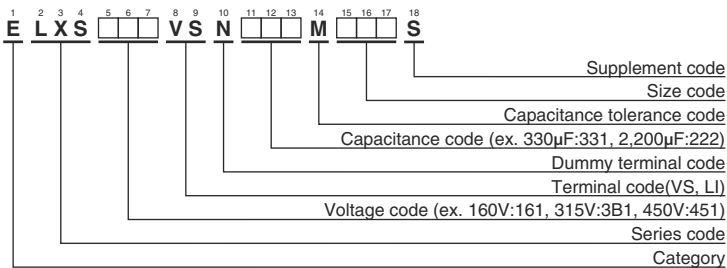 1 2 3 4 5 6 7 8 9 10 11 12 13 14 15 16 17 18
E L X S □□□ V S N □□□ M □□□ S
Supplement code
Size code
Capacitance tolerance code
Capacitance code (ex. 330µF:331, 2,200µF:222)
Dummy terminal code
Terminal code(VS, LI)
Voltage code (ex. 160V:161, 315V:3B1, 450V:451)
Series code
Category